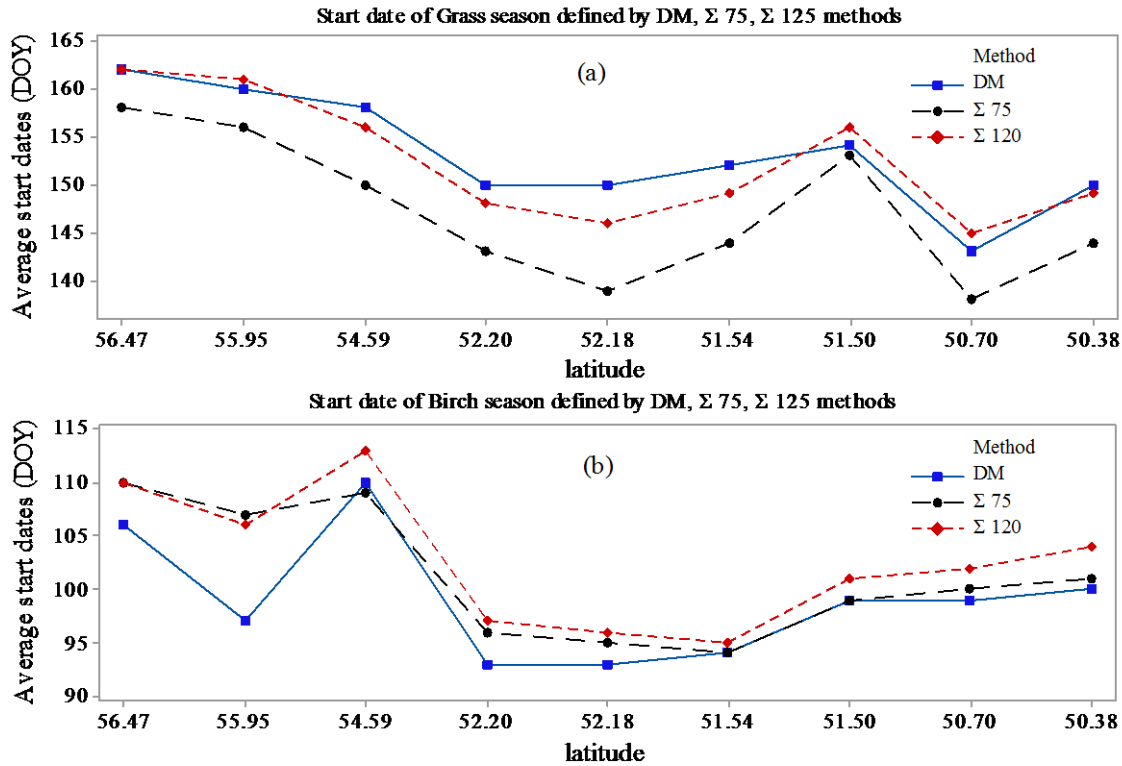 Start date of Grass season defined by DM, Σ 75, Σ 125 methods
Average start dates (DOY)
165
160
155
150
145
140
(a)
Method
DM
Σ 75
Σ 120
56.47 55.95 54.59 52.20 52.18 51.54 51.50 50.70 50.38
latitude
Start date of Birch season defined by DM, Σ 75, Σ 125 methods
Average start dates (DOY)
115
110
105
100
95
90
(b)
Method
DM
Σ 75
Σ 120
56.47 55.95 54.59 52.20 52.18 51.54 51.50 50.70 50.38
latitude